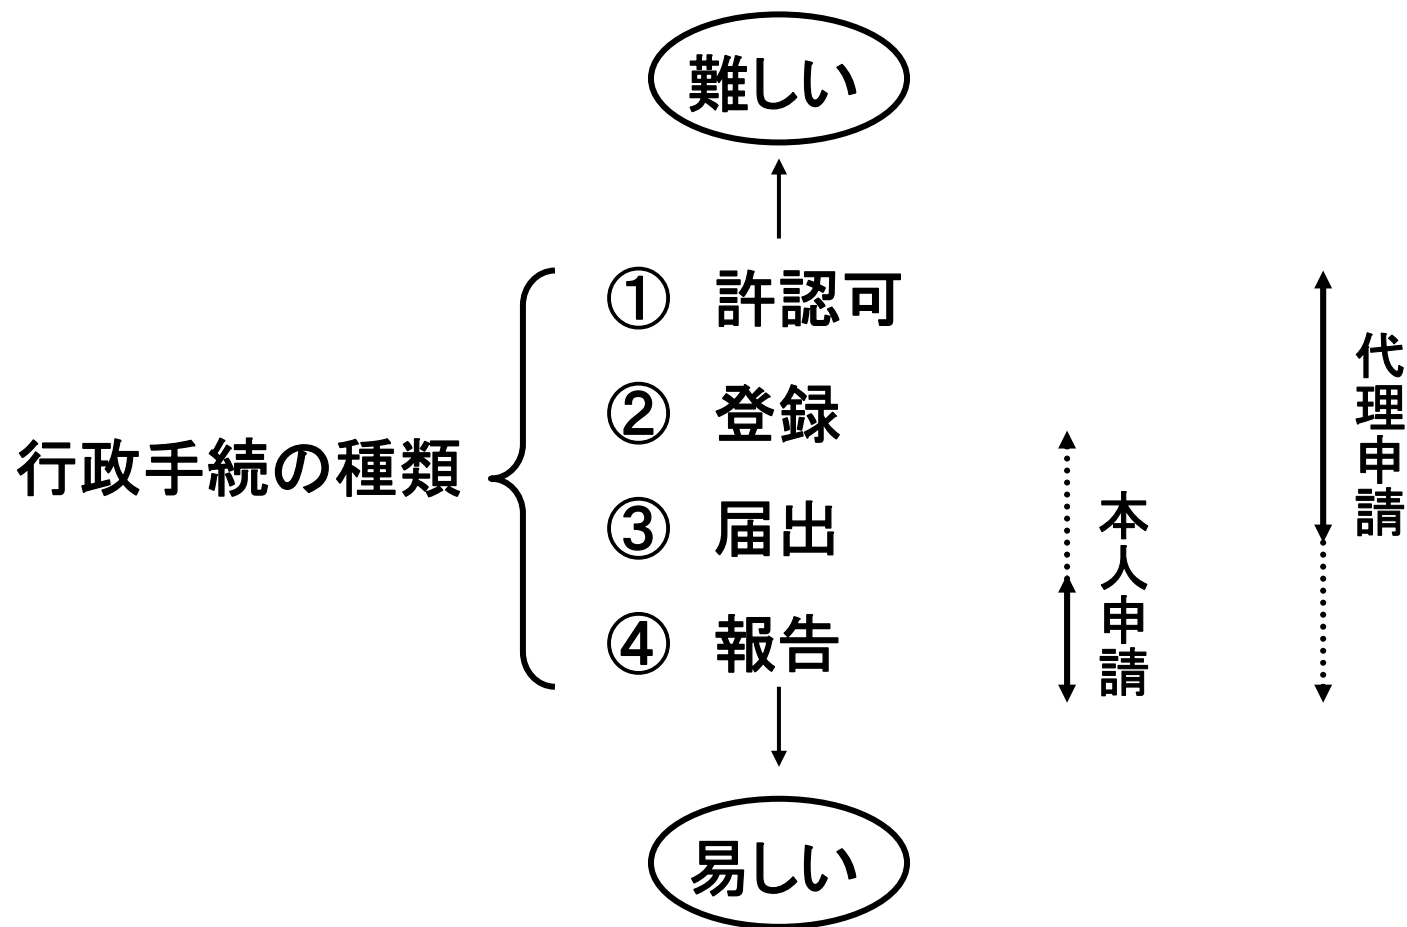 難しい
行政手続の種類
① 許認可
② 登録
③ 届出
④ 報告
本人申請
代理申請
易しい